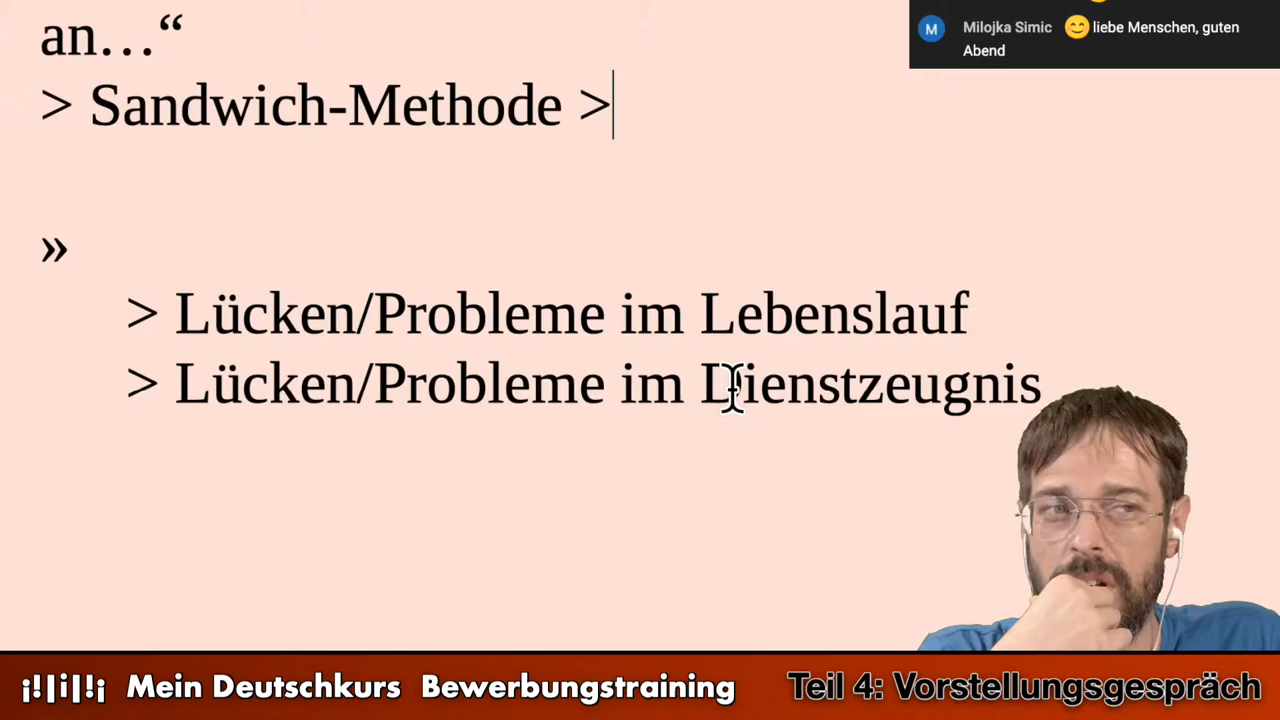 an…“
> Sandwich-Methode >
»
> Lücken/Probleme im Lebenslauf
> Lücken/Probleme im Dienstzeugnis
M Milojka Simic 😊 liebe Menschen, guten
Abend
¡!|i|!¡ Mein Deutschkurs Bewerbungstraining Teil 4: Vorstellungsgespräch